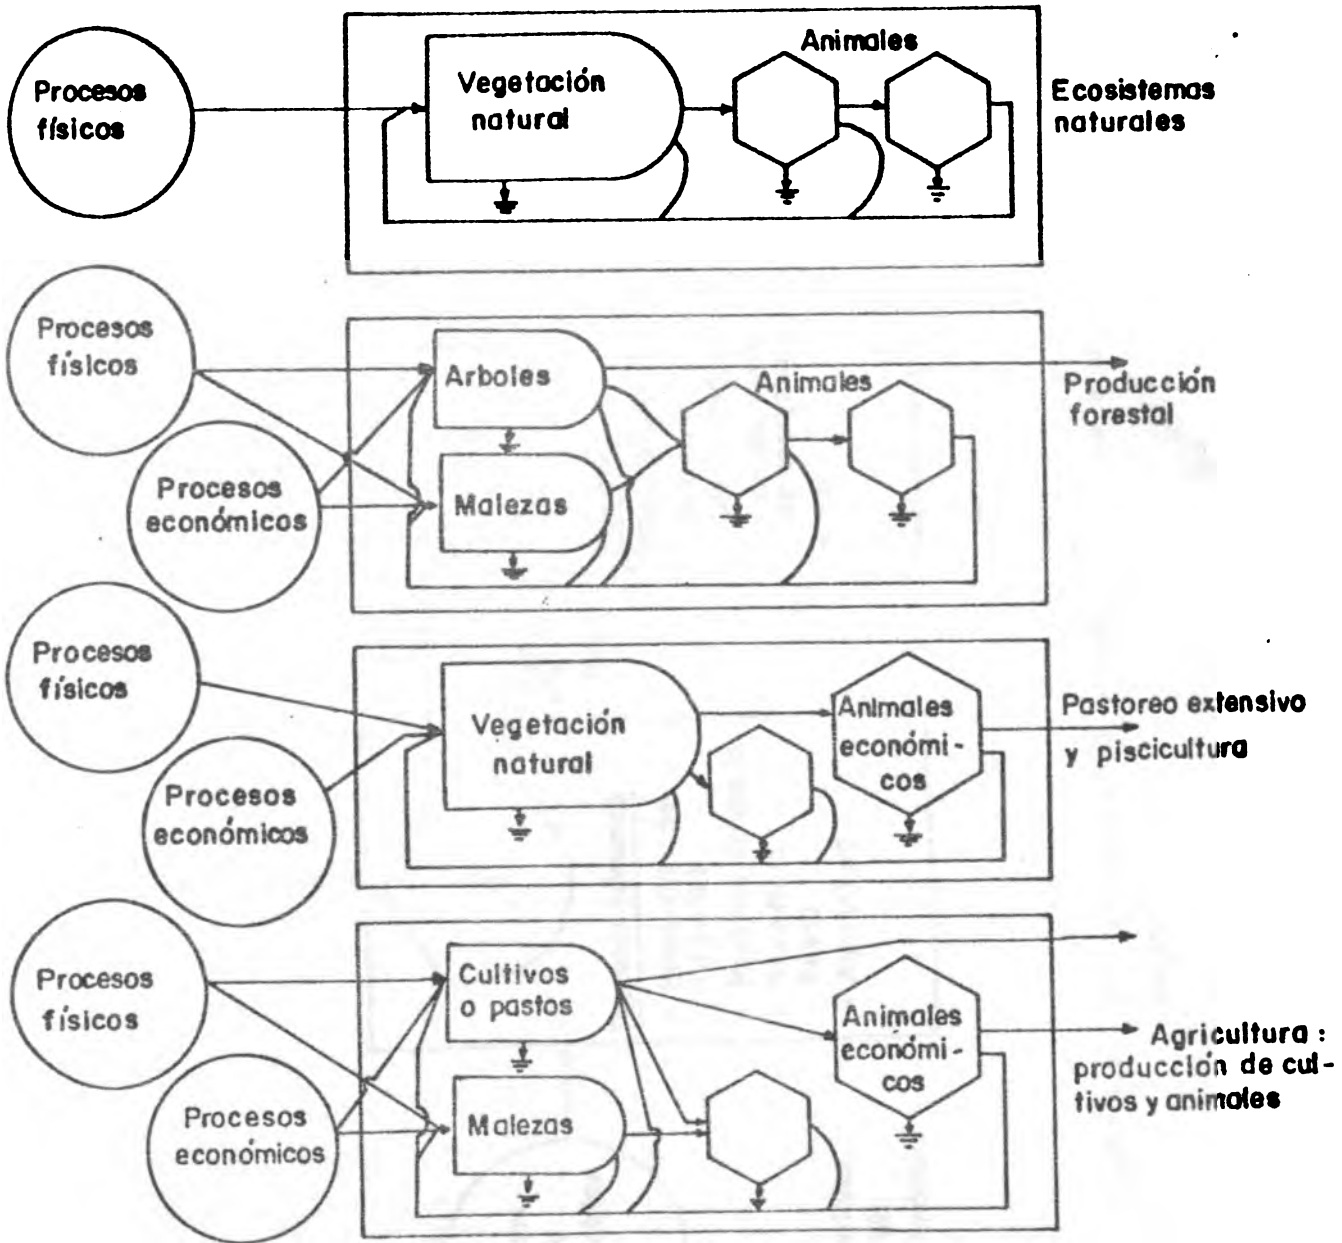 Procesos
físicos
Vegetación
natural
Animales
Ecosistemas
naturales
Procesos
físicos
Procesos
económicos
Arboles
Malezas
Animales
Producción
forestal
Procesos
físicos
Procesos
económicos
Vegetación
natural
Animales
económi-
cos
Pastoreo extensivo
y piscicultura
Procesos
físicos
Procesos
económicos
Cultivos
o pastos
Malezas
Animales
económi-
cos
Agricultura :
producción de cul-
tivos y animales